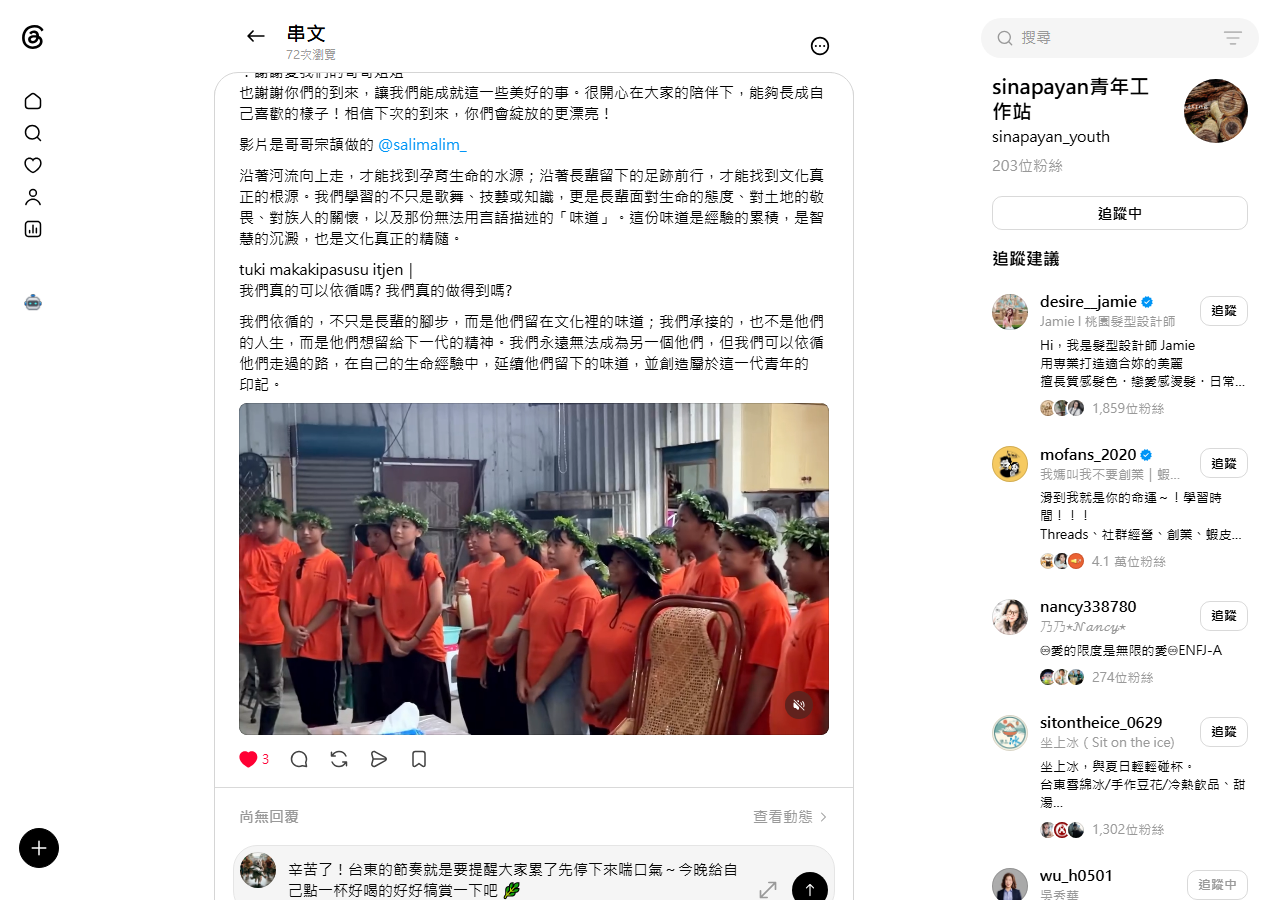 串文
72次瀏覽
搜尋
！謝謝愛我們的哥哥姐姐
也謝謝你們的到來，讓我們能成就這一些美好的事。很開心在大家的陪伴下，能夠長成自
己喜歡的樣子！相信下次的到來，你們會綻放的更漂亮！
影片是哥哥宗頡做的 @salimalim_
沿著河流向上走，才能找到孕育生命的水源；沿著長輩留下的足跡前行，才能找到文化真
正的根源。我們學習的不只是歌舞、技藝或知識，更是長輩面對生命的態度、對土地的敬
畏、對族人的關懷，以及那份無法用言語描述的「味道」。這份味道是經驗的累積，是智
慧的沉澱，也是文化真正的精隨。
tuki makakipasusu itjen｜
我們真的可以依循嗎? 我們真的做得到嗎?
我們依循的，不只是長輩的腳步，而是他們留在文化裡的味道；我們承接的，也不是他們
的人生，而是他們想留給下一代的精神。我們永遠無法成為另一個他們，但我們可以依循
他們走過的路，在自己的生命經驗中，延續他們留下的味道，並創造屬於這一代青年的
印記。
3
尚無回覆
查看動態
辛苦了！台東的節奏就是要提醒大家累了先停下來喘口氣～今晚給自
己點一杯好喝的好好犒賞一下吧
sinapayan青年工
作站
sinapayan_youth
203位粉絲
追蹤中
追蹤建議
desire__jamie
追蹤
Jamie l 桃園髮型設計師
Hi，我是髮型設計師 Jamie
用專業打造適合妳的美麗
擅長質感髮色．戀愛感燙髮．日常...
1,859位粉絲
mofans_2020
追蹤
我媽叫我不要創業｜蝦...
滑到我就是你的命運～！學習時
間！！！
Threads、社群經營、創業、蝦皮...
4.1 萬位粉絲
nancy338780
追蹤
乃乃⋆𝓝𝓪𝓷𝓬𝔂⋆
♾愛的限度是無限的愛♾ENFJ-A
274位粉絲
sitontheice_0629
追蹤
坐上冰 ( Sit on the ice)
坐上冰，與夏日輕輕碰杯。
台東雪綿冰/手作豆花/冷熱飲品、甜
湯...
1,302位粉絲
wu_h0501
追蹤中
吳秀華